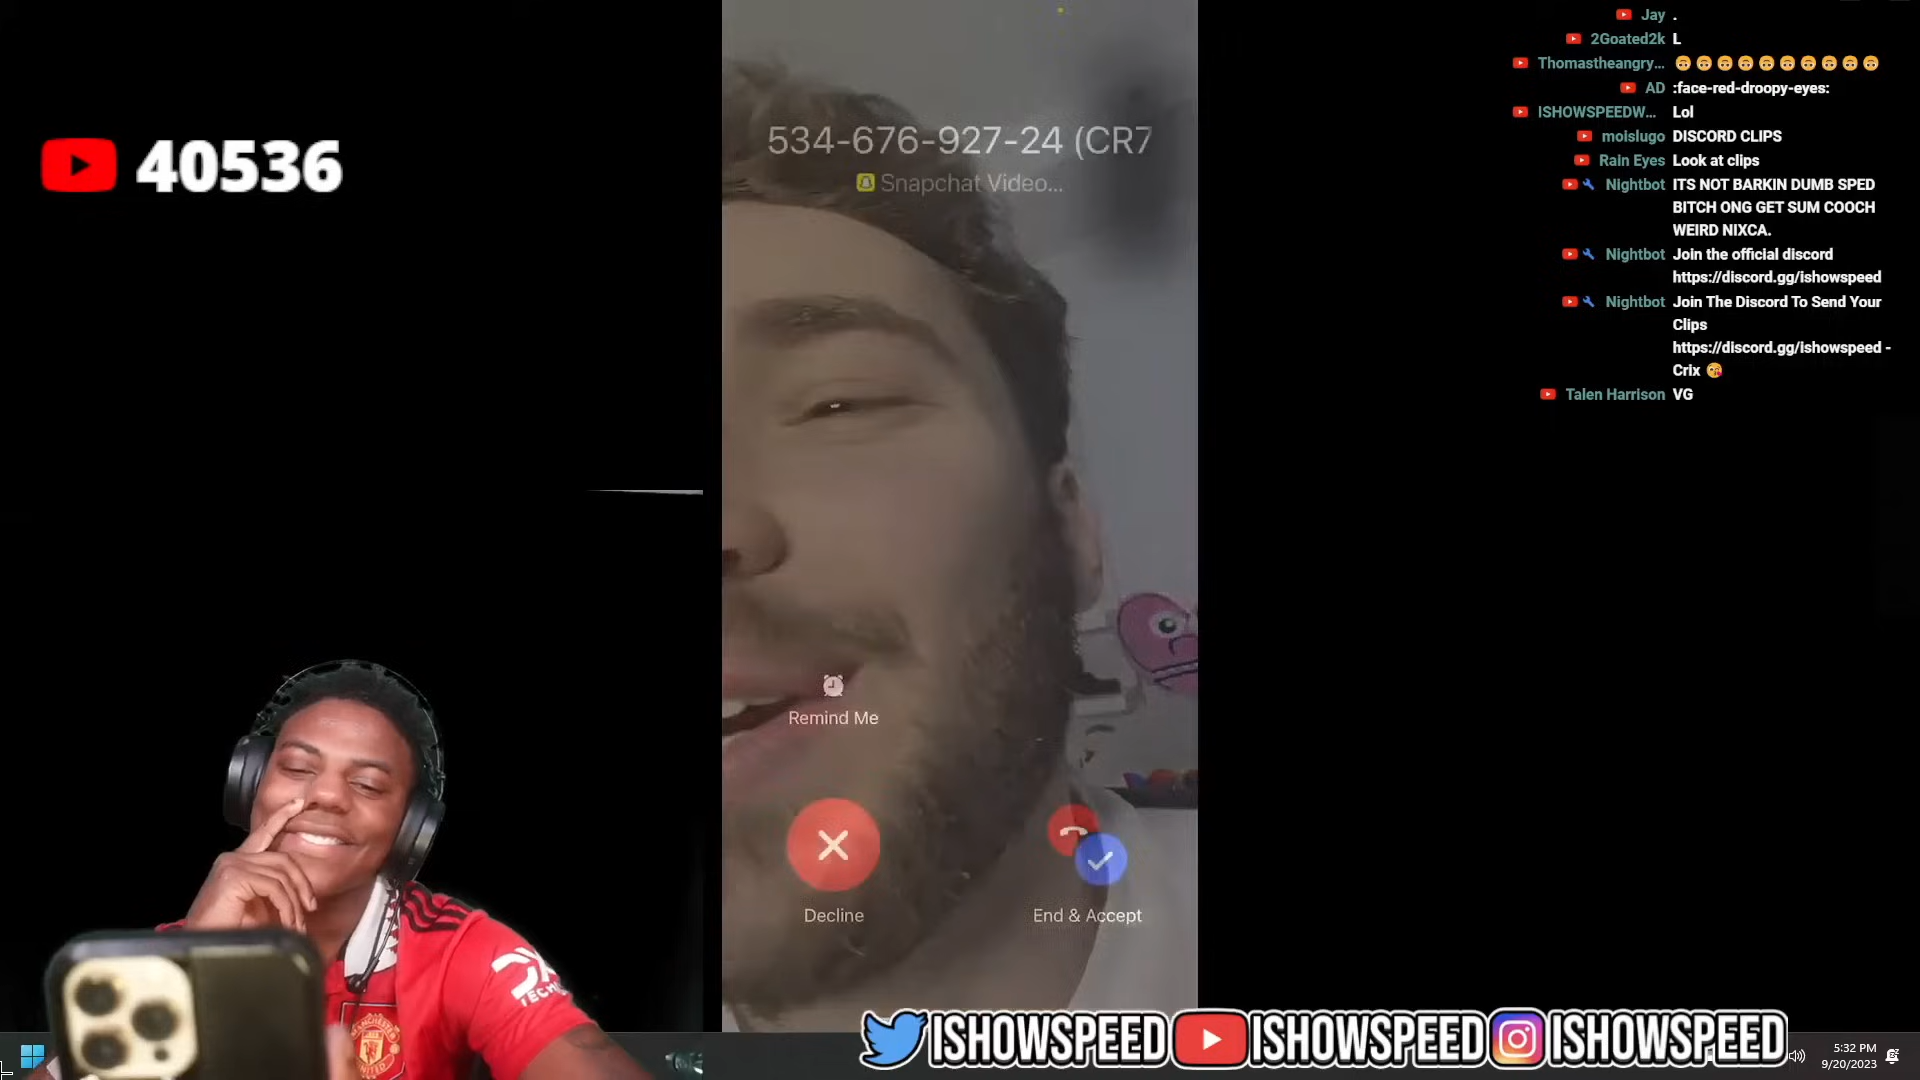 40536
534-676-927-24 (CR7
Snapchat Video...
Remind Me
Decline
End & Accept
Jay .
2Goated2k L
Thomastheangry... 🙃🙃🙃🙃🙃🙃🙃🙃🙃🙃
AD :face-red-droopy-eyes:
ISHOWSPEEDW... Lol
moislugo DISCORD CLIPS
Rain Eyes Look at clips
Nightbot ITS NOT BARKIN DUMB SPED
BITCH ONG GET SUM COOCH
WEIRD NIXCA.
Nightbot Join the official discord
https://discord.gg/ishowspeed
Nightbot Join The Discord To Send Your
Clips
https://discord.gg/ishowspeed -
Crix 😘
Talen Harrison VG
MANCHESTER
UNITED
ISHOWSPEED ISHOWSPEED ISHOWSPEED
5:32 PM
9/20/2023